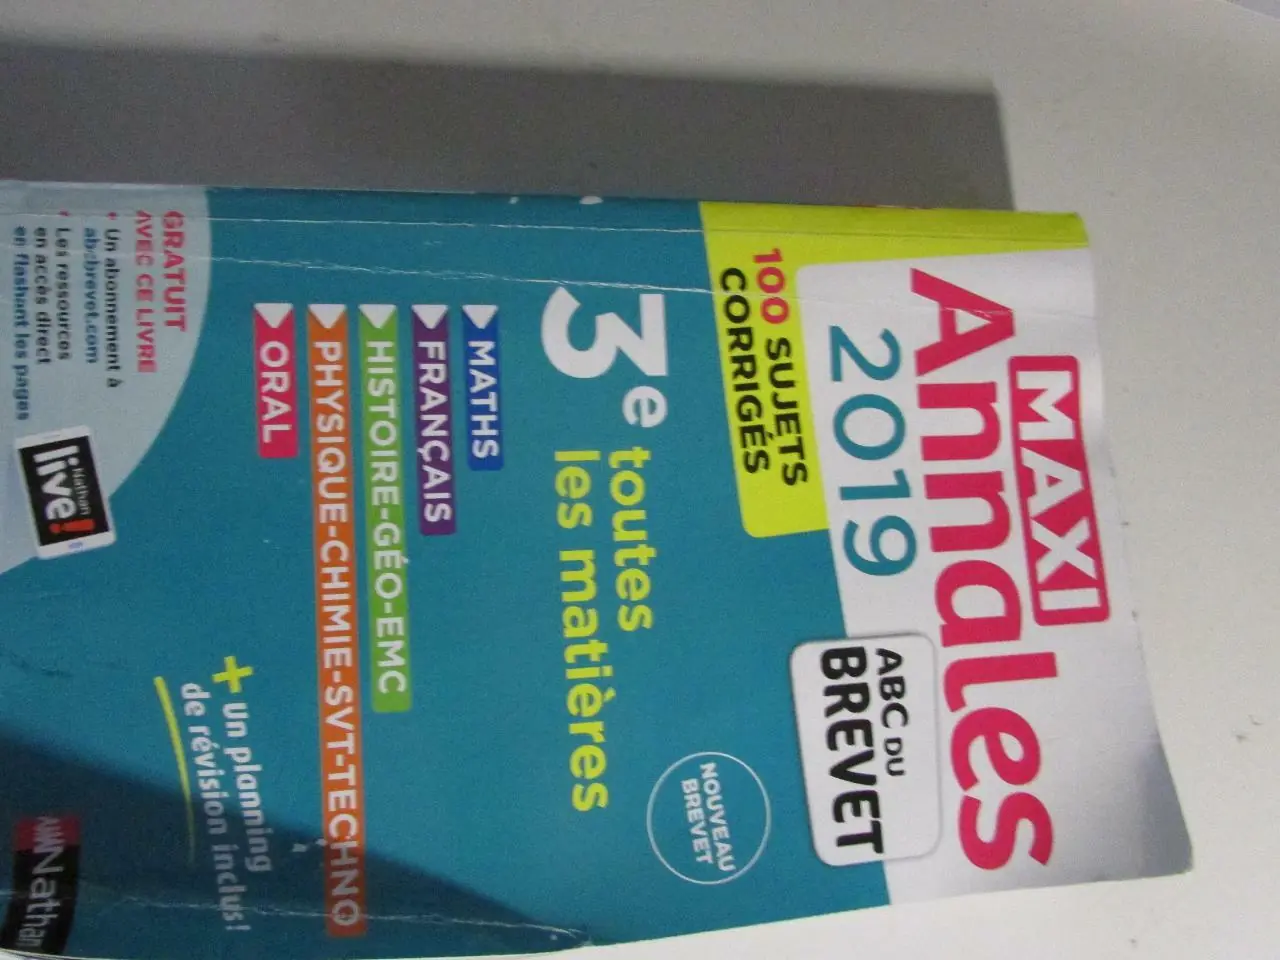 MAXI
Annales
2019
ABC DU
BREVET
100 SUJETS
CORRIGÉS
NOUVEAU
BREVET
3e toutes
les matières
MATHS
FRANÇAIS
HISTOIRE-GÉO-EMC
PHYSIQUE-CHIMIE-SVT-TECHNO
ORAL
+ un planning
de révision inclus!
GRATUIT
AVEC CE LIVRE
• Un abonnement à
abcbrevet.com
• Les ressources
en accès direct
en flashant les pages
Nathan
live!
Nathan